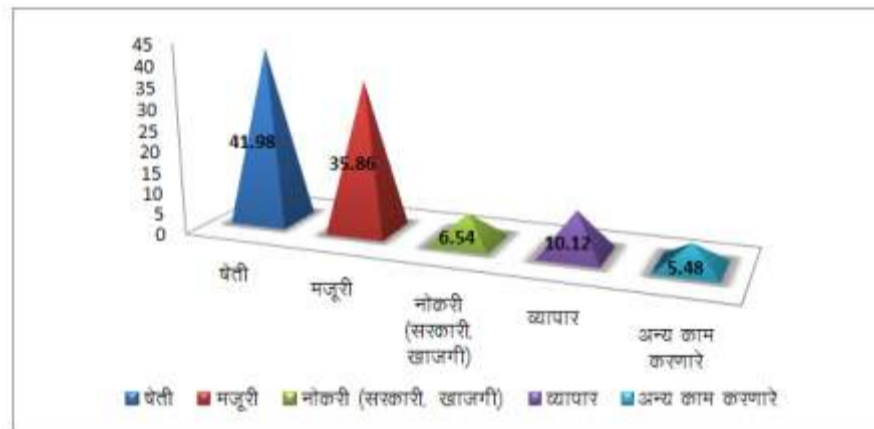 45
40
35
30
25
20
15
10
5
0
41.98
35.86
6.54
10.12
5.48
षेती
मजूरी
नोकरी
(सरकारी,
खाजगी)
व्यापार
अन्य काम
करणारे
षेती मजूरी नोकरी (सरकारी, खाजगी) व्यापार अन्य काम करणारे